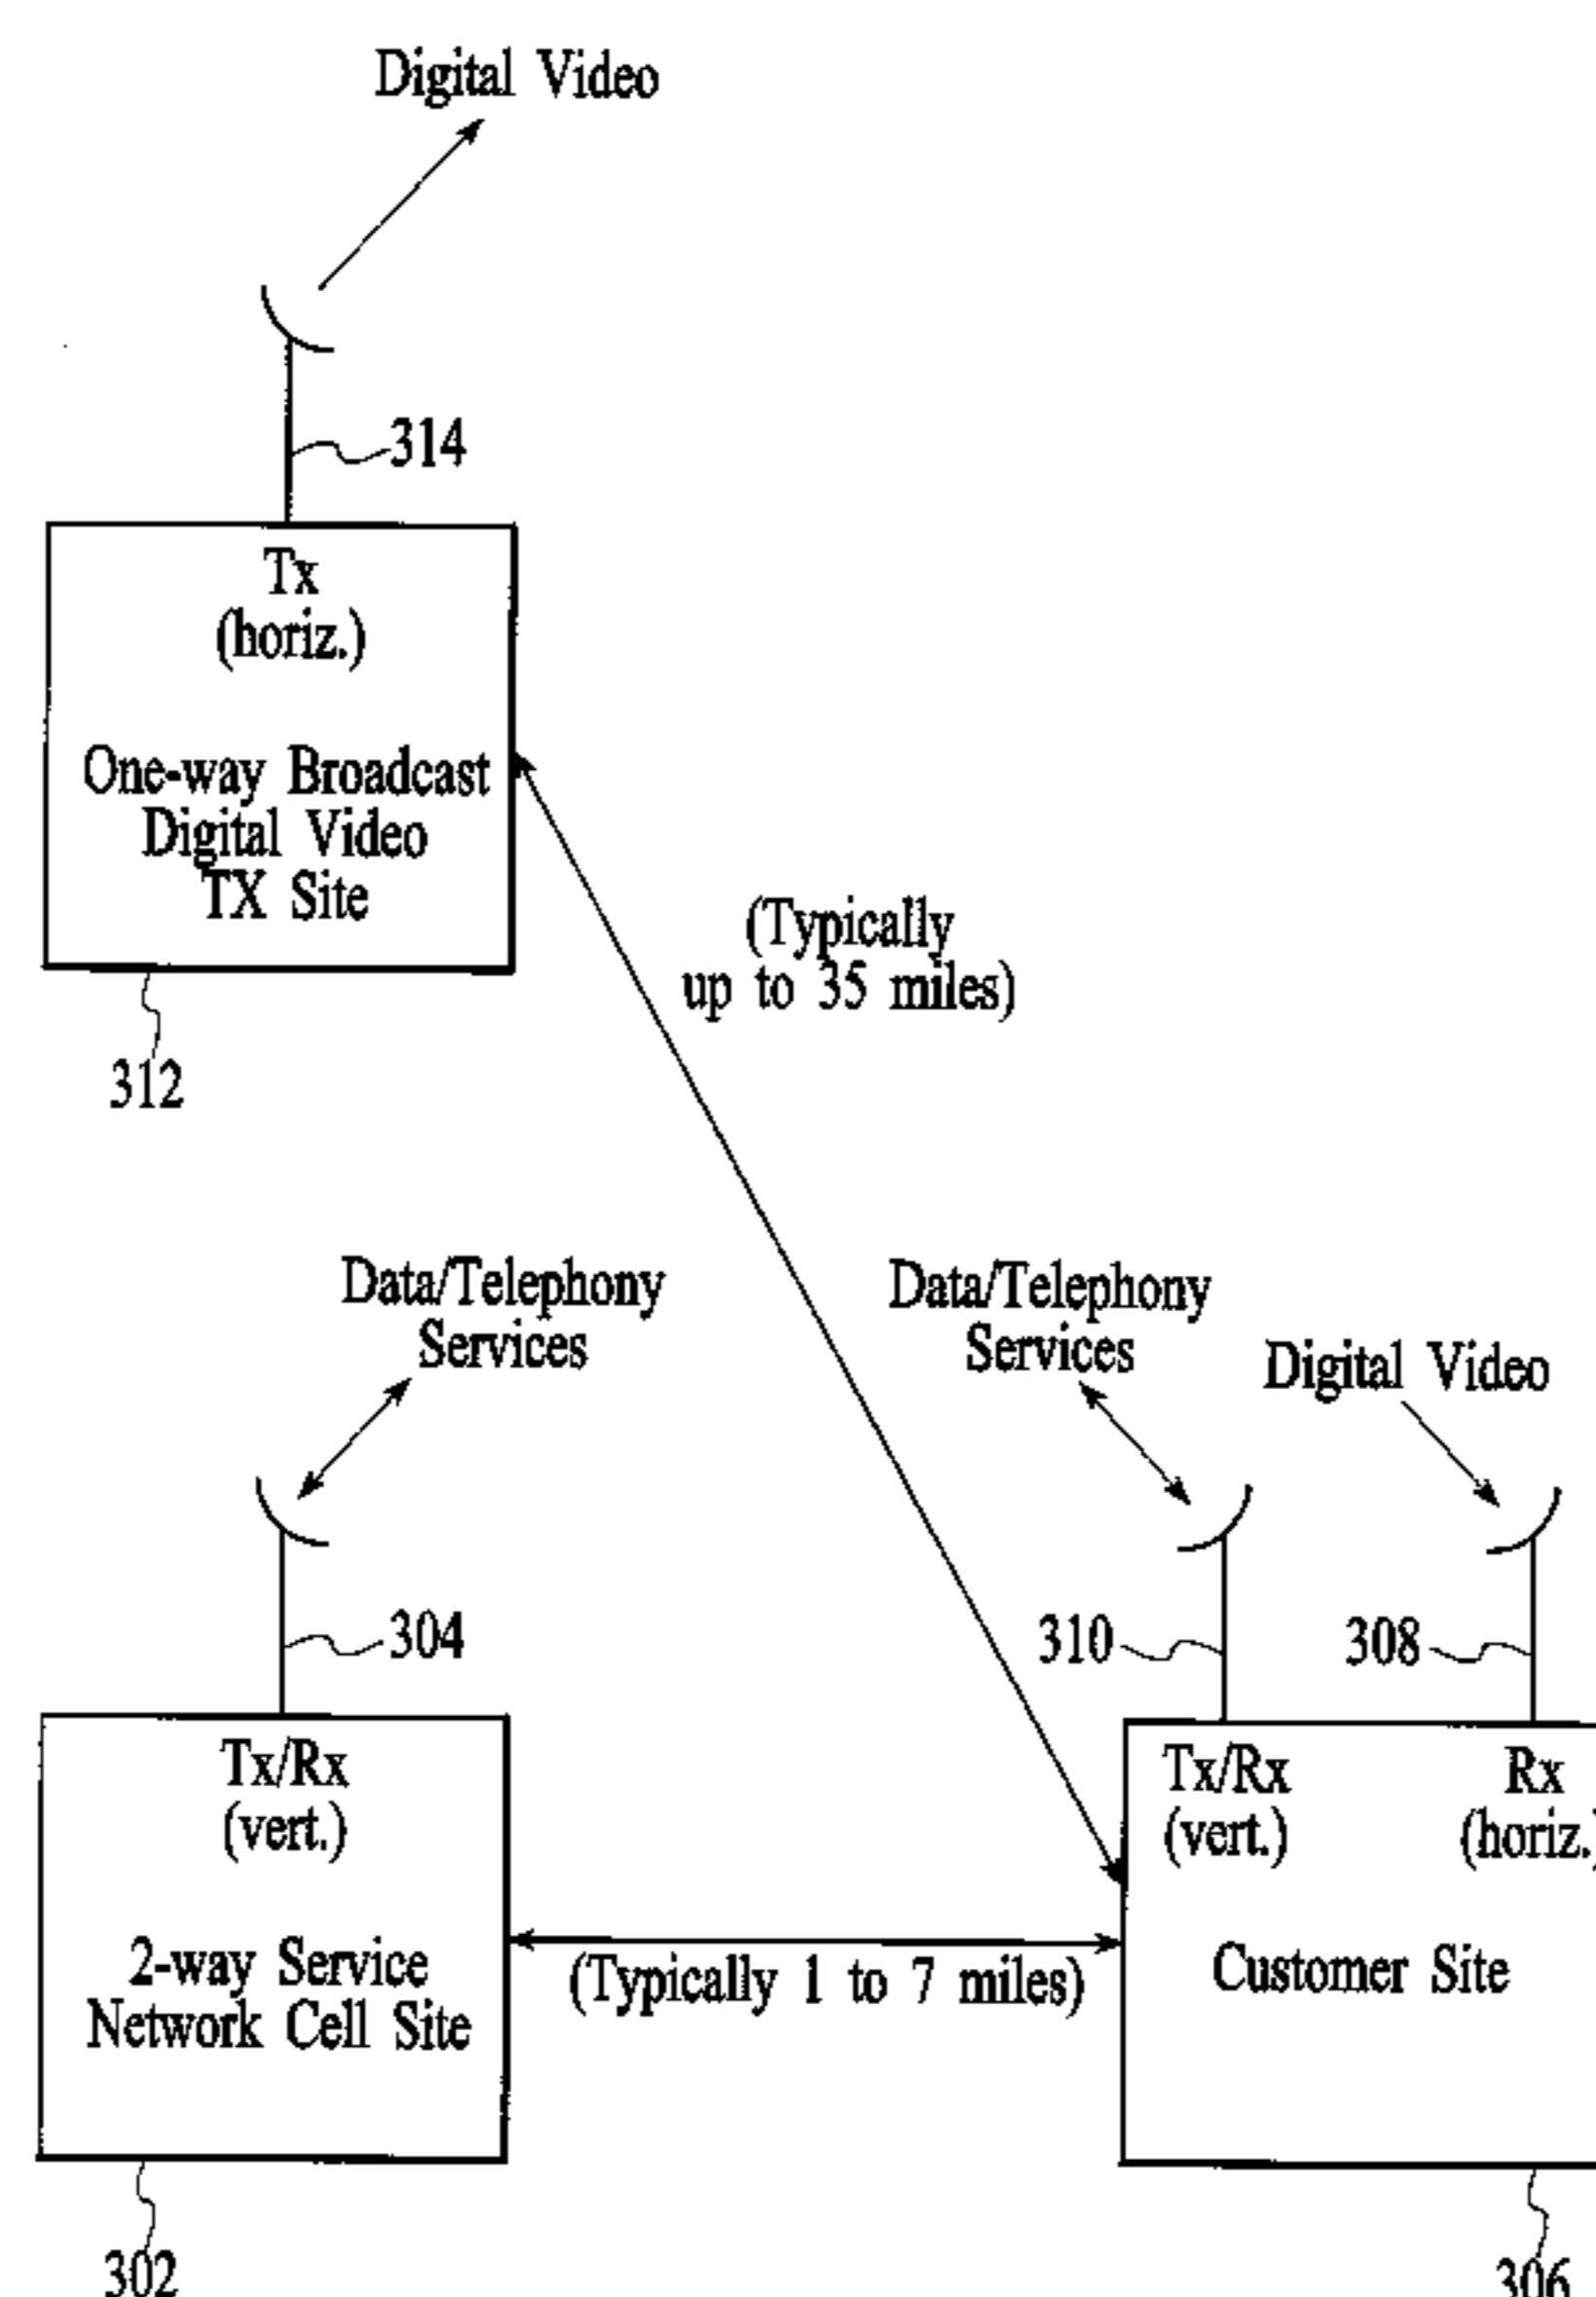 Digital Video
314
Tx
(horiz.)
One-way Broadcast
Digital Video
TX Site
312
(Typically
up to 35 miles)
Data/Telephony
Services
Data/Telephony
Services
Digital Video
304
310
308
Tx/Rx
(vert.)
2-way Service
Network Cell Site
302
(Typically 1 to 7 miles)
Tx/Rx
(vert.)
Rx
(horiz.)
Customer Site
306